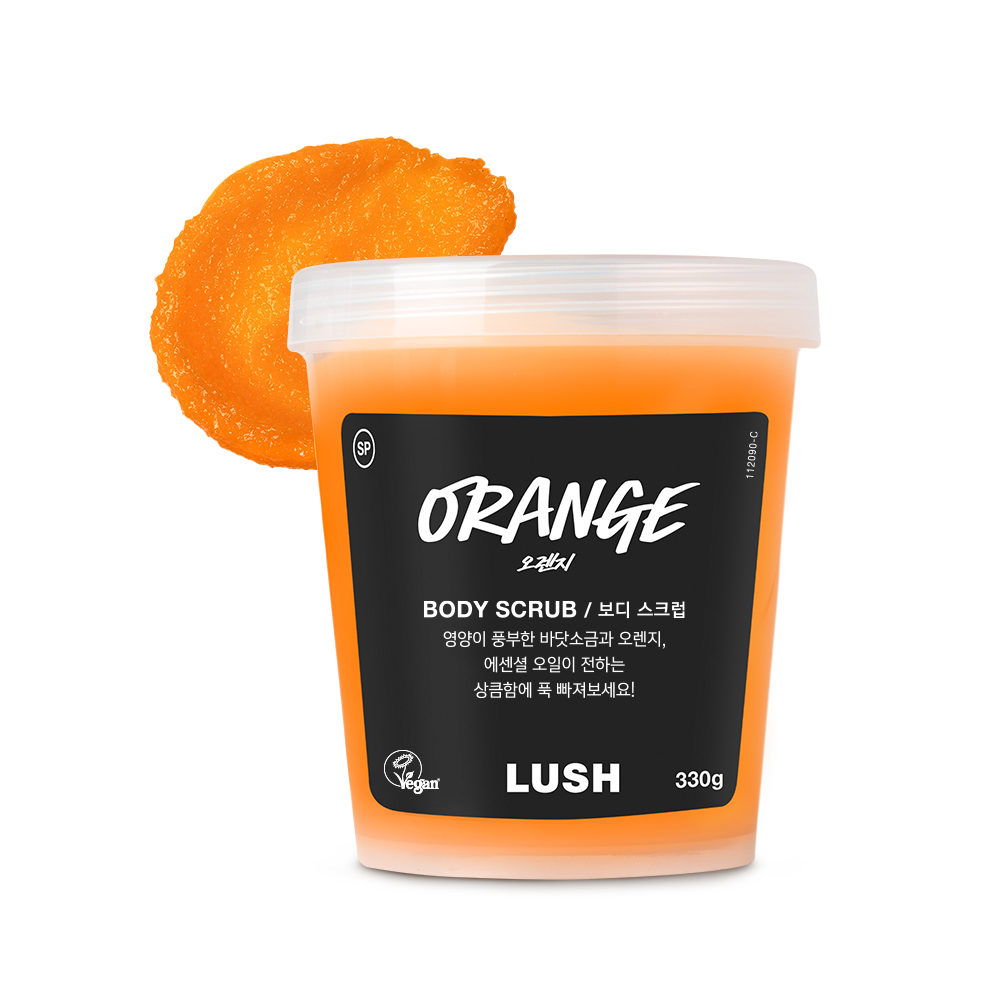 SP
112090-C
ORANGE
오렌지
BODY SCRUB / 보디 스크럽
영양이 풍부한 바닷소금과 오렌지,
에센셜 오일이 전하는
상큼함에 푹 빠져보세요!
Vegan
LUSH
330g